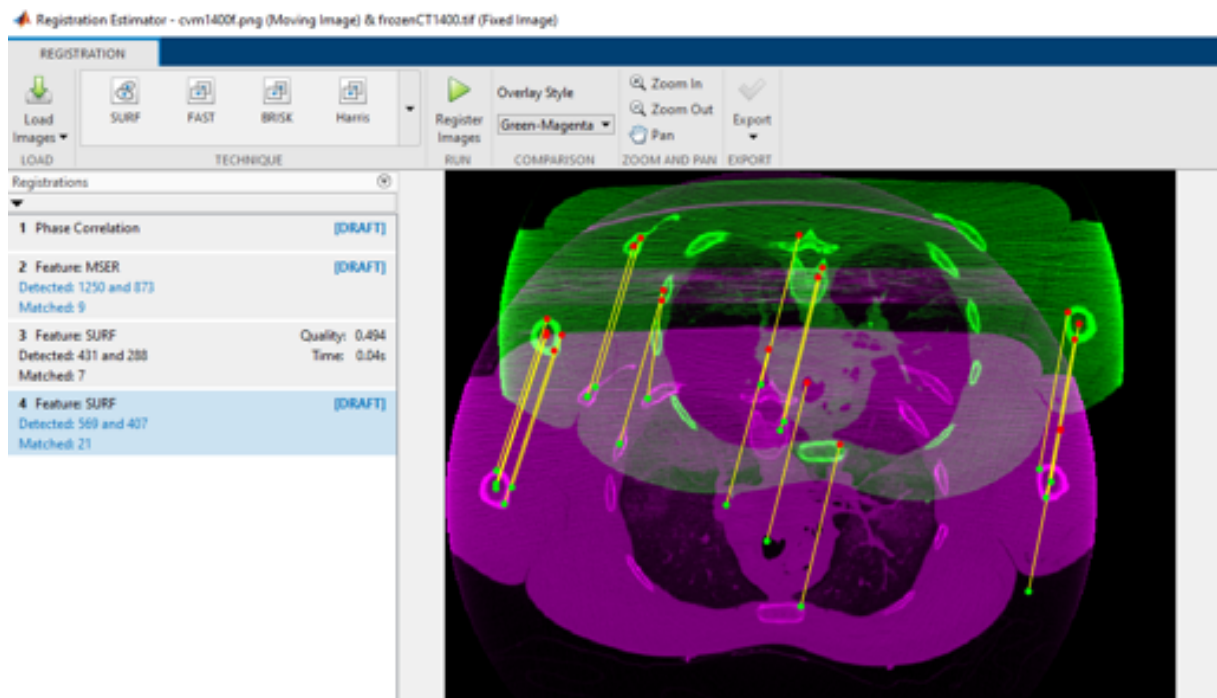 Registration Estimator - cvm1400f.png (Moving Image) & frozenCT1400.tif (Fixed Image)
REGISTRATION
Load Images
SURF
FAST
BRISK
Harris
Register Images
Overlay Style
Green-Magenta
Zoom In
Zoom Out
Pan
Export
LOAD
TECHNIQUE
RUN
COMPARISON
ZOOM AND PAN
EXPORT
Registrations
1 Phase Correlation [DRAFT]
2 Feature: MSER [DRAFT]
Detected: 1250 and 873
Matched: 9
3 Feature: SURF Quality: 0.494
Detected: 431 and 288 Time: 0.04s
Matched: 7
4 Feature: SURF [DRAFT]
Detected: 569 and 407
Matched: 21